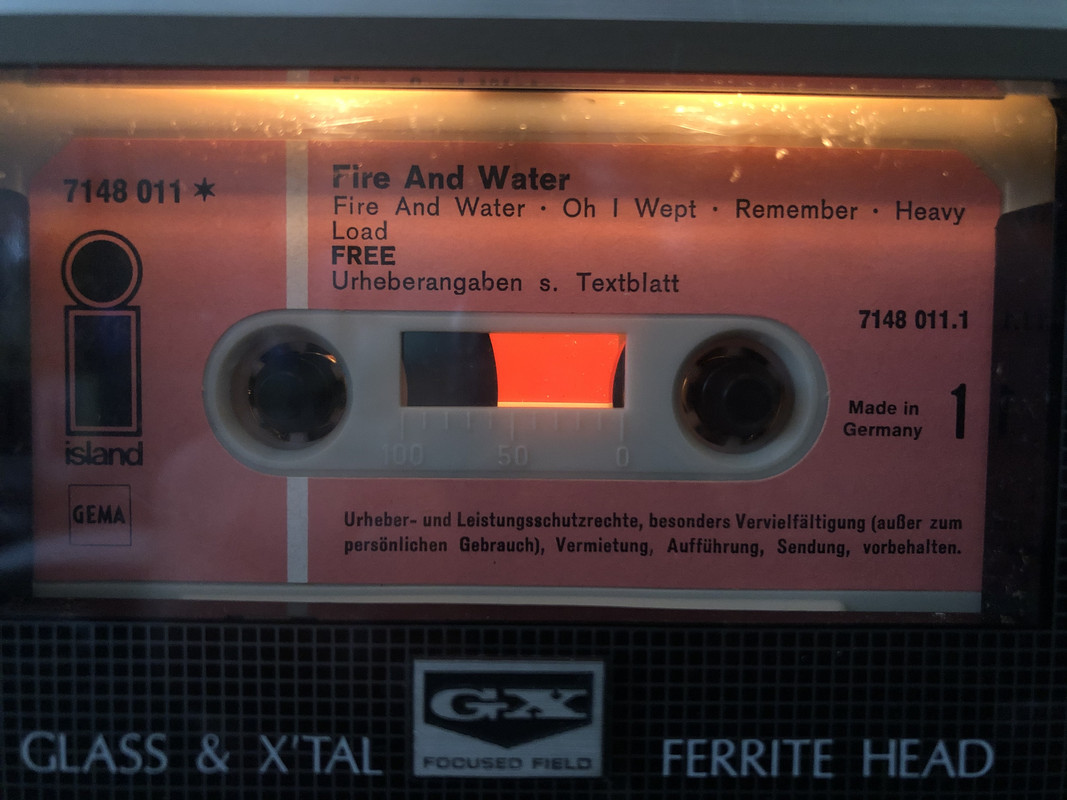 7148 011 ✶
Fire And Water
Fire And Water · Oh I Wept · Remember · Heavy
Load
FREE
Urheberangaben s. Textblatt
7148 011.1
island
100 50 0
Made in
Germany
1
GEMA
Urheber- und Leistungsschutzrechte, besonders Vervielfältigung (außer zum
persönlichen Gebrauch), Vermietung, Aufführung, Sendung, vorbehalten.
GX
FOCUSED FIELD
GLASS & X'TAL FERRITE HEAD